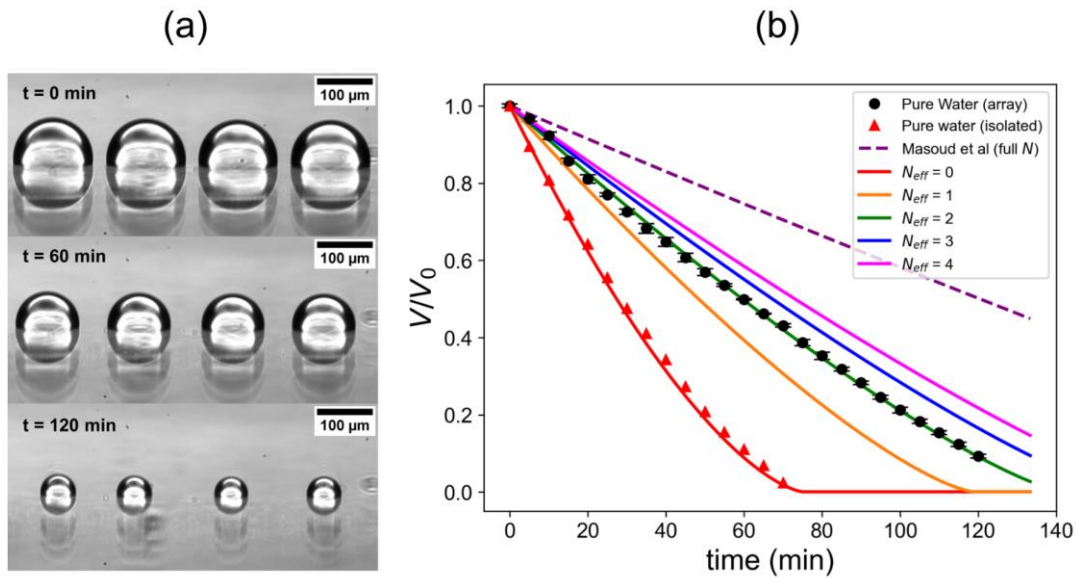 (a)
t = 0 min
100 µm
t = 60 min
100 µm
t = 120 min
100 µm
(b)
V/V0
1.0
0.8
0.6
0.4
0.2
0.0
0
20
40
60
80
100
120
140
time (min)
Pure Water (array)
Pure water (isolated)
Masoud et al (full N)
Neff = 0
Neff = 1
Neff = 2
Neff = 3
Neff = 4